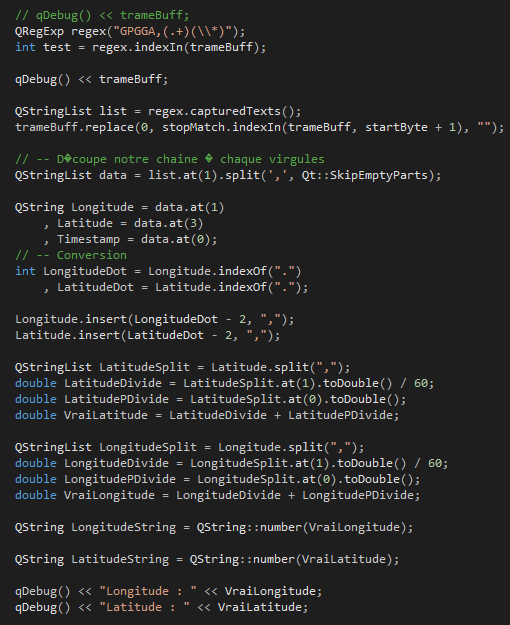 // qDebug() << trameBuff;
QRegExp regex("GPGGA,(.+)(\\*)");
int test = regex.indexIn(trameBuff);
qDebug() << trameBuff;
QStringList list = regex.capturedTexts();
trameBuff.replace(0, stopMatch.indexIn(trameBuff, startByte + 1), "");
// -- D�coupe notre chaine � chaque virgules
QStringList data = list.at(1).split(',', Qt::SkipEmptyParts);
QString Longitude = data.at(1)
, Latitude = data.at(3)
, Timestamp = data.at(0);
// -- Conversion
int LongitudeDot = Longitude.indexOf(".")
, LatitudeDot = Latitude.indexOf(".");
Longitude.insert(LongitudeDot - 2, ",");
Latitude.insert(LatitudeDot - 2, ",");
QStringList LatitudeSplit = Latitude.split(",");
double LatitudeDivide = LatitudeSplit.at(1).toDouble() / 60;
double LatitudePDivide = LatitudeSplit.at(0).toDouble();
double VraiLatitude = LatitudeDivide + LatitudePDivide;
QStringList LongitudeSplit = Longitude.split(",");
double LongitudeDivide = LongitudeSplit.at(1).toDouble() / 60;
double LongitudePDivide = LongitudeSplit.at(0).toDouble();
double VraiLongitude = LongitudeDivide + LongitudePDivide;
QString LongitudeString = QString::number(VraiLongitude);
QString LatitudeString = QString::number(VraiLatitude);
qDebug() << "Longitude : " << VraiLongitude;
qDebug() << "Latitude : " << VraiLatitude;